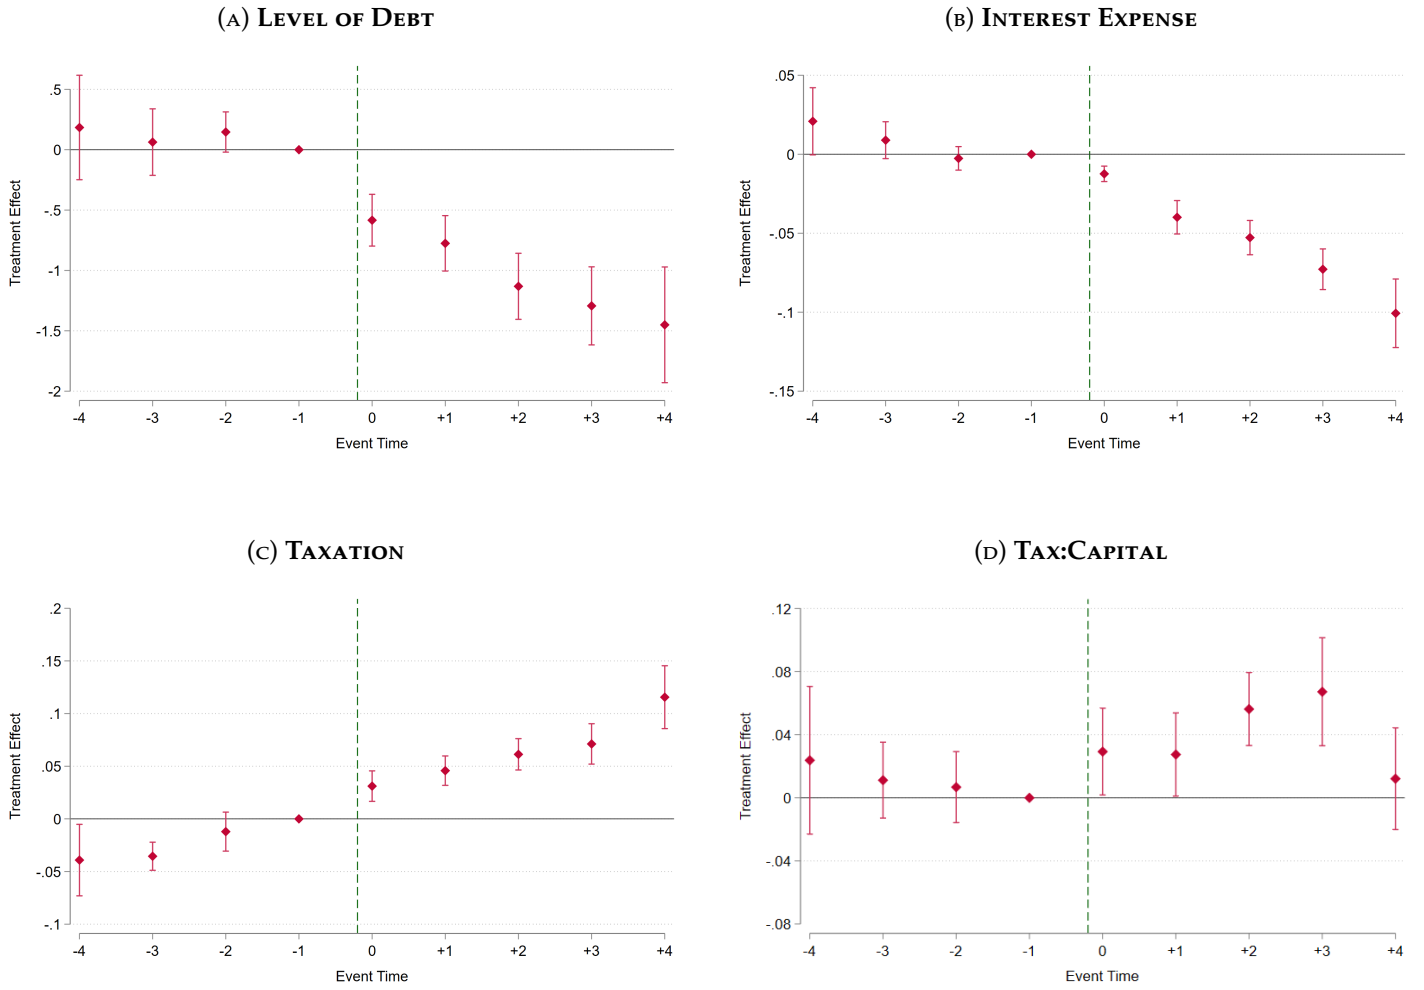 (A) LEVEL OF DEBT
.5
0
-.5
-1
-1.5
-2
Treatment Effect
-4 -3 -2 -1 0 +1 +2 +3 +4
Event Time
(B) INTEREST EXPENSE
.05
0
-.05
-.1
-.15
Treatment Effect
-4 -3 -2 -1 0 +1 +2 +3 +4
Event Time
(C) TAXATION
.2
.15
.1
.05
0
-.05
-.1
Treatment Effect
-4 -3 -2 -1 0 +1 +2 +3 +4
Event Time
(D) TAX:CAPITAL
.12
.08
.04
0
-.04
-.08
Treatment Effect
-4 -3 -2 -1 0 +1 +2 +3 +4
Event Time